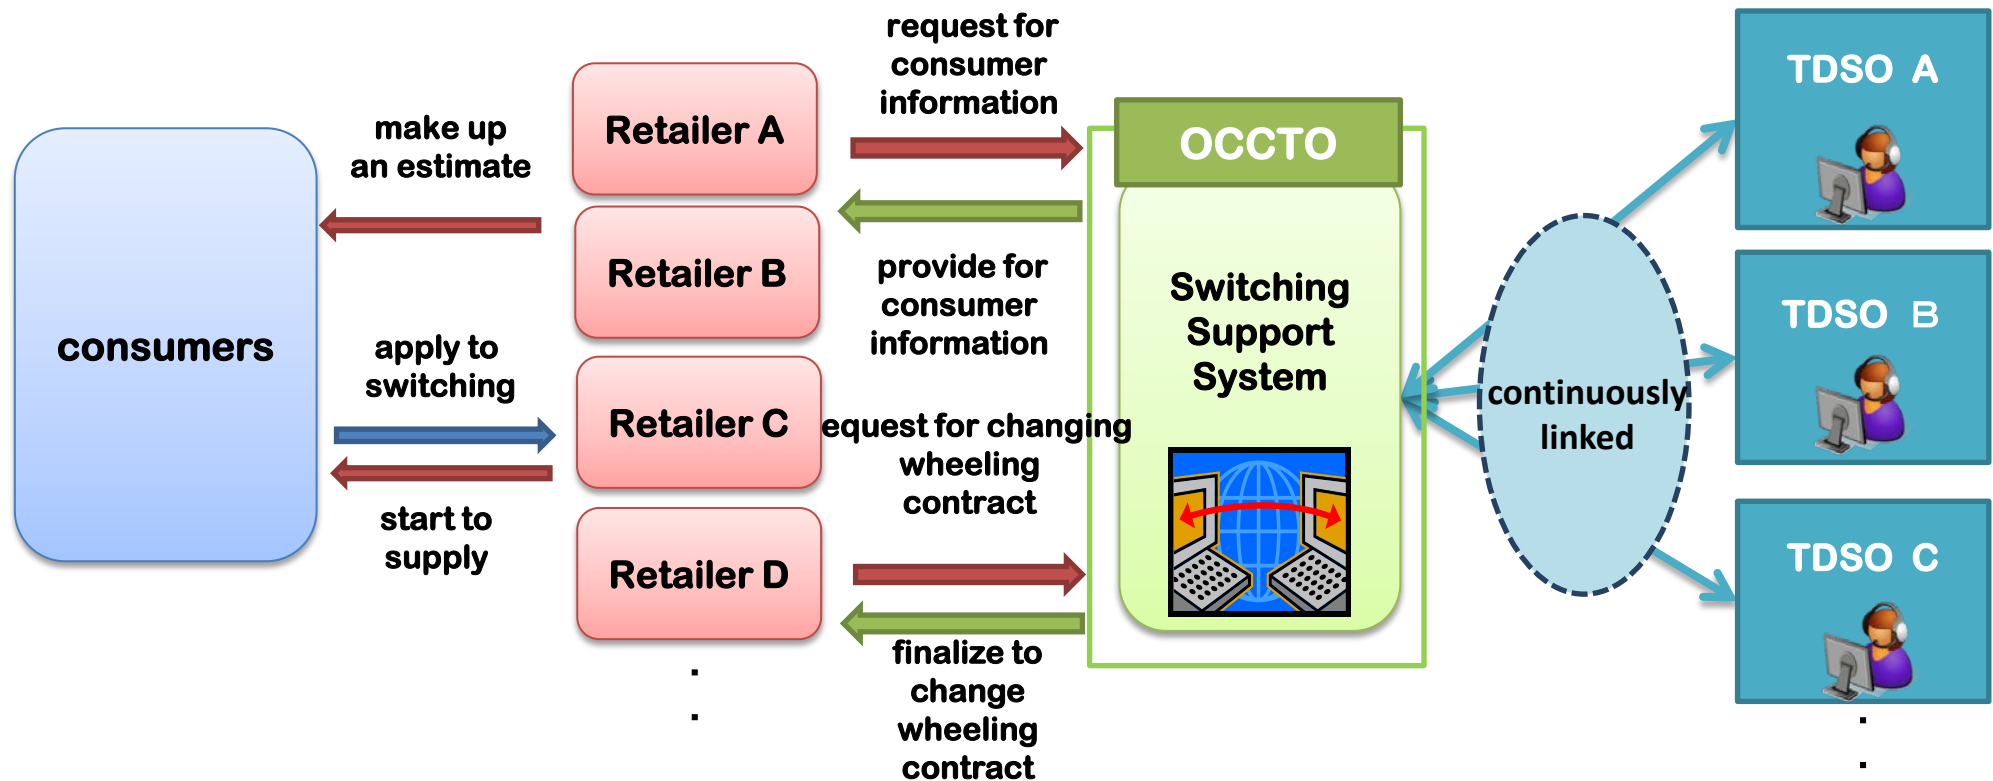 consumers
make up
an estimate
apply to
switching
start to
supply
Retailer A
Retailer B
Retailer C
Retailer D
.
.
request for
consumer
information
provide for
consumer
information
equest for changing
wheeling
contract
finalize to
change
wheeling
contract
OCCTO
Switching
Support
System
continuously
linked
TDSO A
TDSO B
TDSO C
.
.